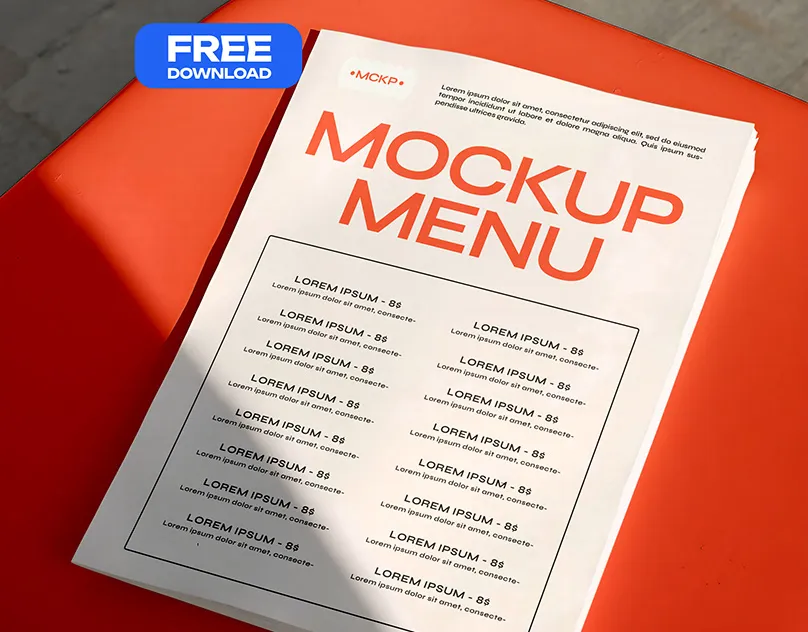 FREE
DOWNLOAD
•MCKP•
Lorem ipsum dolor sit amet, consectetur adipiscing elit, sed do eiusmod
tempor incididunt ut labore et dolore magna aliqua. Quis ipsum sus-
pendisse ultrices gravida.
MOCKUP
MENU
LOREM IPSUM - 8$
Lorem ipsum dolor sit amet, consecte-
LOREM IPSUM - 8$
Lorem ipsum dolor sit amet, consecte-
LOREM IPSUM - 8$
Lorem ipsum dolor sit amet, consecte-
LOREM IPSUM - 8$
Lorem ipsum dolor sit amet, consecte-
LOREM IPSUM - 8$
Lorem ipsum dolor sit amet, consecte-
LOREM IPSUM - 8$
Lorem ipsum dolor sit amet, consecte-
LOREM IPSUM - 8$
Lorem ipsum dolor sit amet, consecte-
LOREM IPSUM - 8$
Lorem ipsum dolor sit amet, consecte-
LOREM IPSUM - 8$
Lorem ipsum dolor sit amet, consecte-
LOREM IPSUM - 8$
Lorem ipsum dolor sit amet, consecte-
LOREM IPSUM - 8$
Lorem ipsum dolor sit amet, consecte-
LOREM IPSUM - 8$
Lorem ipsum dolor sit amet, consecte-
LOREM IPSUM - 8$
Lorem ipsum dolor sit amet, consecte-
LOREM IPSUM - 8$
Lorem ipsum dolor sit amet, consecte-
LOREM IPSUM - 8$
Lorem ipsum dolor sit amet, consecte-
LOREM IPSUM - 8$
Lorem ipsum dolor sit amet, consecte-